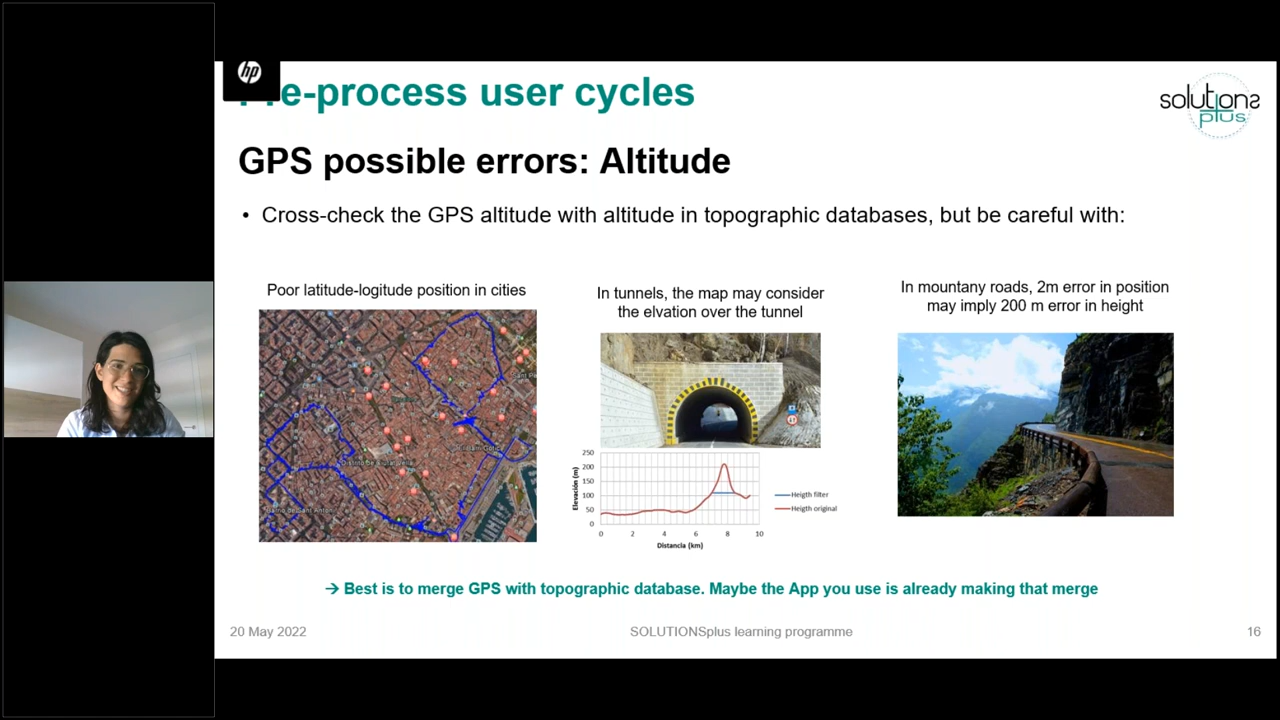 hp
e-process user cycles
solutions
plus
GPS possible errors: Altitude
• Cross-check the GPS altitude with altitude in topographic databases, but be careful with:
Poor latitude-logitude position in cities
In tunnels, the map may consider
the elvation over the tunnel
In mountany roads, 2m error in position
may imply 200 m error in height
250
200
150
100
50
0
Elevación (m)
0 2 4 6 8 10
Distancia (km)
Heigth filter
Heigth original
→ Best is to merge GPS with topographic database. Maybe the App you use is already making that merge
20 May 2022
SOLUTIONSplus learning programme
16